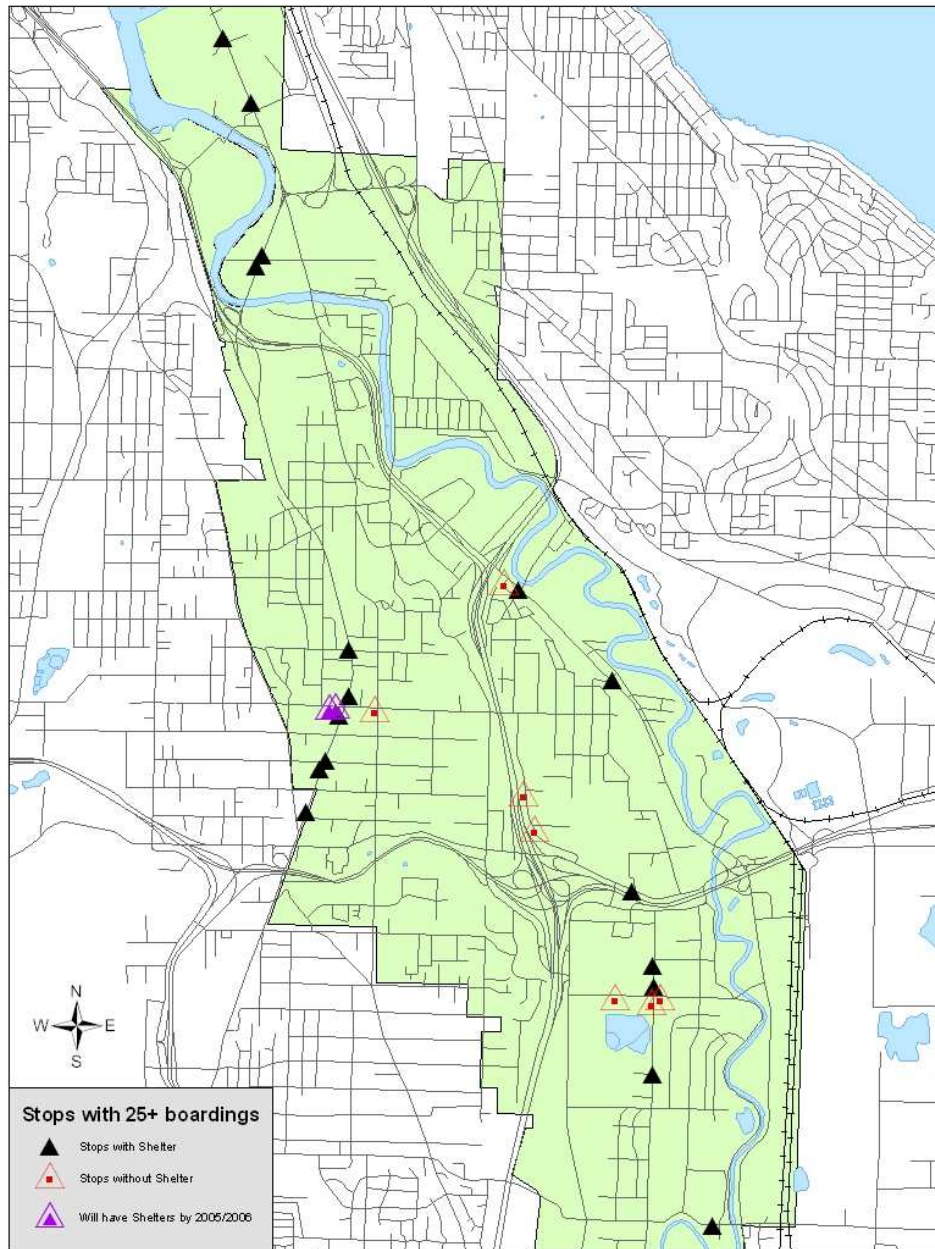 N
W E
S
Stops with 25+ boardings
Stops with Shelter
Stops without Shelter
Will have Shelters by 2005/2006